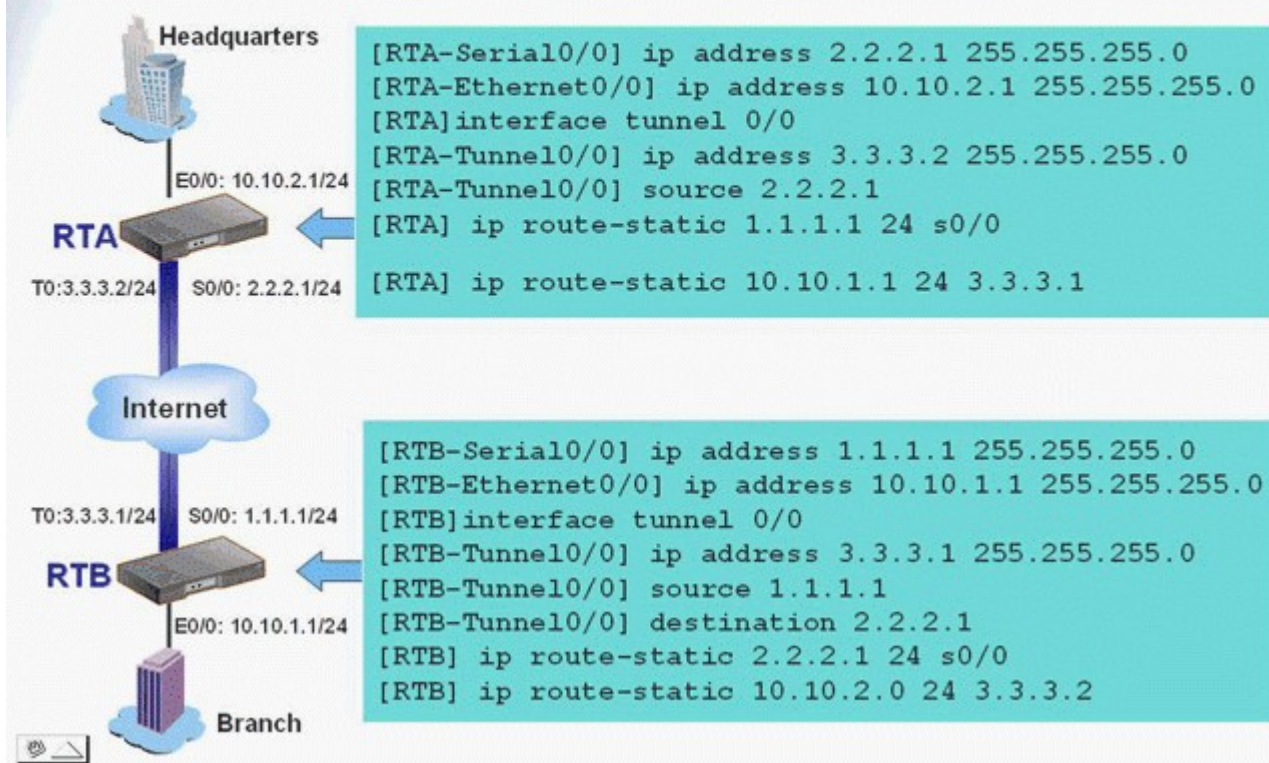 Headquarters
E0/0: 10.10.2.1/24
RTA
T0:3.3.3.2/24
S0/0: 2.2.2.1/24
[RTA-Serial0/0] ip address 2.2.2.1 255.255.255.0
[RTA-Ethernet0/0] ip address 10.10.2.1 255.255.255.0
[RTA]interface tunnel 0/0
[RTA-Tunnel0/0] ip address 3.3.3.2 255.255.255.0
[RTA-Tunnel0/0] source 2.2.2.1
[RTA] ip route-static 1.1.1.1 24 s0/0
[RTA] ip route-static 10.10.1.1 24 3.3.3.1
Internet
T0:3.3.3.1/24
S0/0: 1.1.1.1/24
RTB
E0/0: 10.10.1.1/24
Branch
[RTB-Serial0/0] ip address 1.1.1.1 255.255.255.0
[RTB-Ethernet0/0] ip address 10.10.1.1 255.255.255.0
[RTB]interface tunnel 0/0
[RTB-Tunnel0/0] ip address 3.3.3.1 255.255.255.0
[RTB-Tunnel0/0] source 1.1.1.1
[RTB-Tunnel0/0] destination 2.2.2.1
[RTB] ip route-static 2.2.2.1 24 s0/0
[RTB] ip route-static 10.10.2.0 24 3.3.3.2